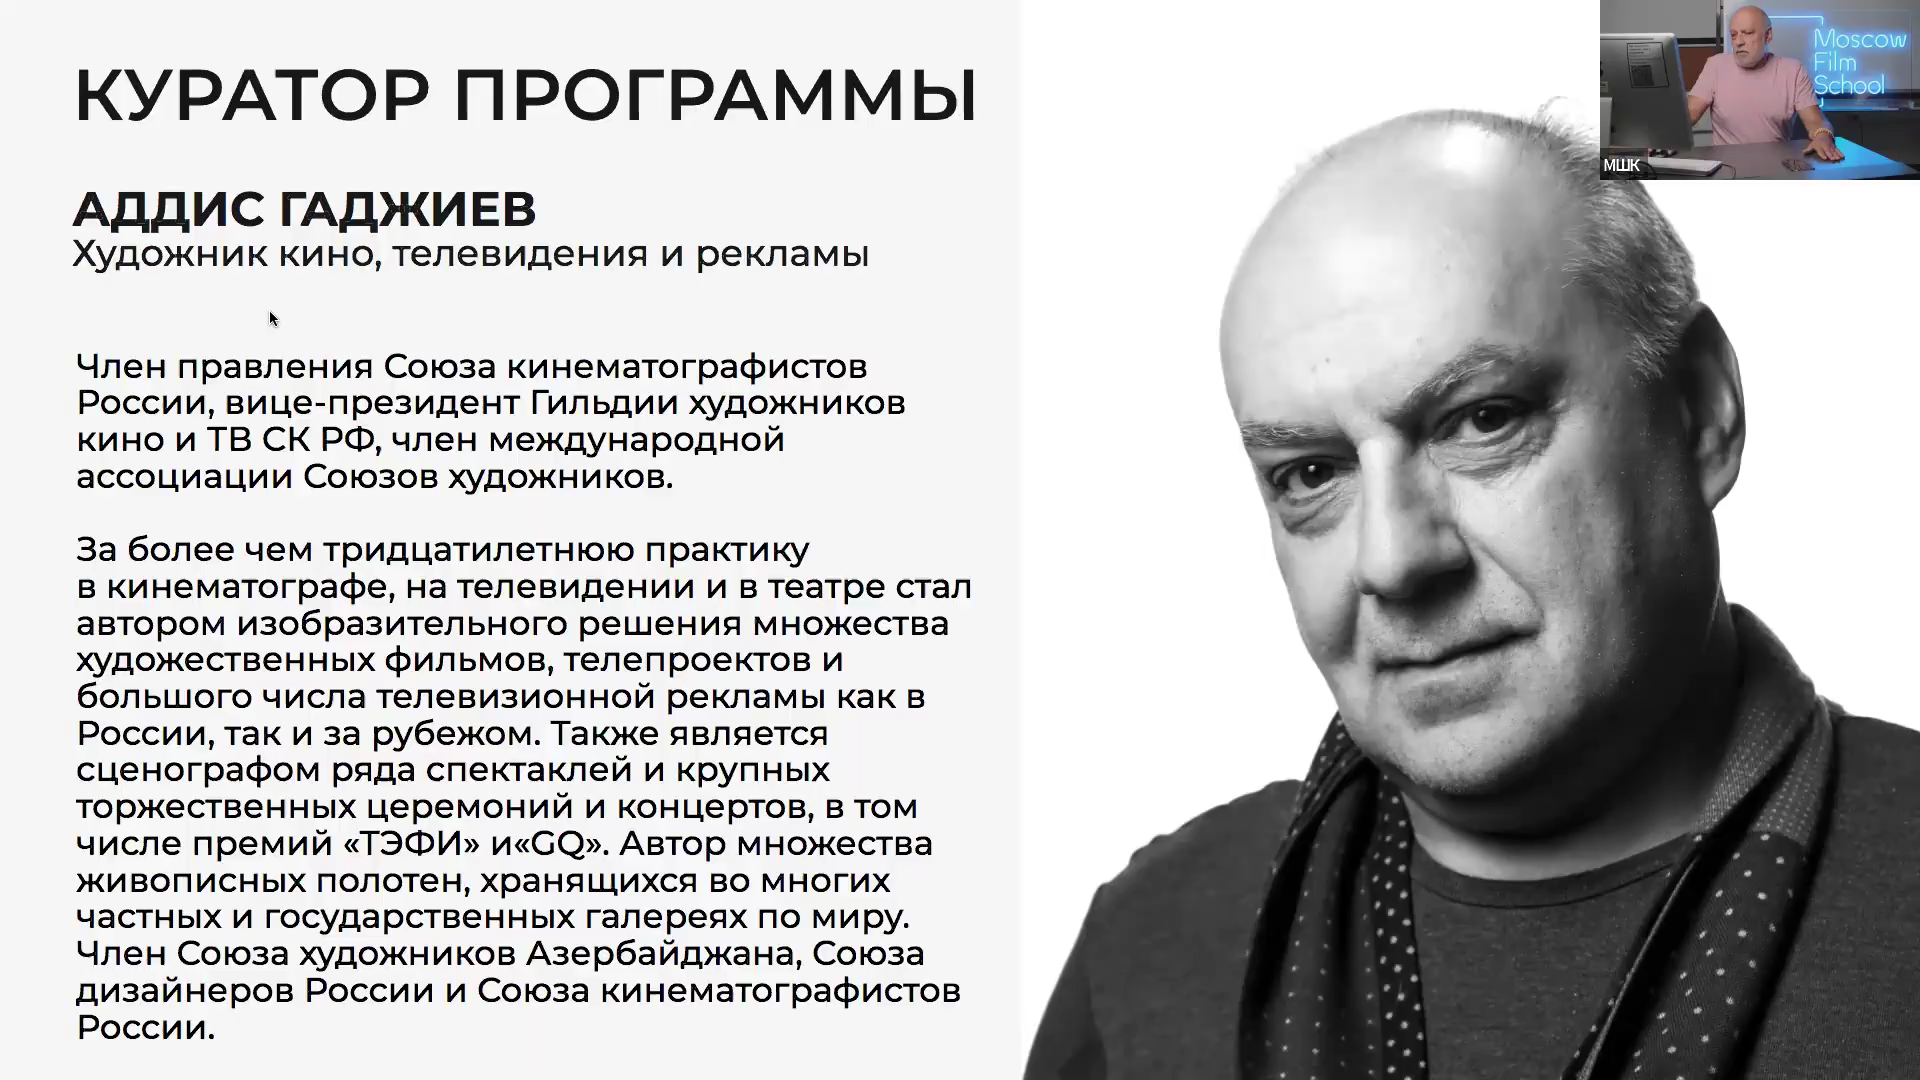 КУРАТОР ПРОГРАММЫ
АДДИС ГАДЖИЕВ
Художник кино, телевидения и рекламы
Член правления Союза кинематографистов
России, вице-президент Гильдии художников
кино и ТВ СК РФ, член международной
ассоциации Союзов художников.
За более чем тридцатилетнюю практику
в кинематографе, на телевидении и в театре стал
автором изобразительного решения множества
художественных фильмов, телепроектов и
большого числа телевизионной рекламы как в
России, так и за рубежом. Также является
сценографом ряда спектаклей и крупных
торжественных церемоний и концертов, в том
числе премий «ТЭФИ» и«GQ». Автор множества
живописных полотен, хранящихся во многих
частных и государственных галереях по миру.
Член Союза художников Азербайджана, Союза
дизайнеров России и Союза кинематографистов
России.
Moscow
Film
School
МШК